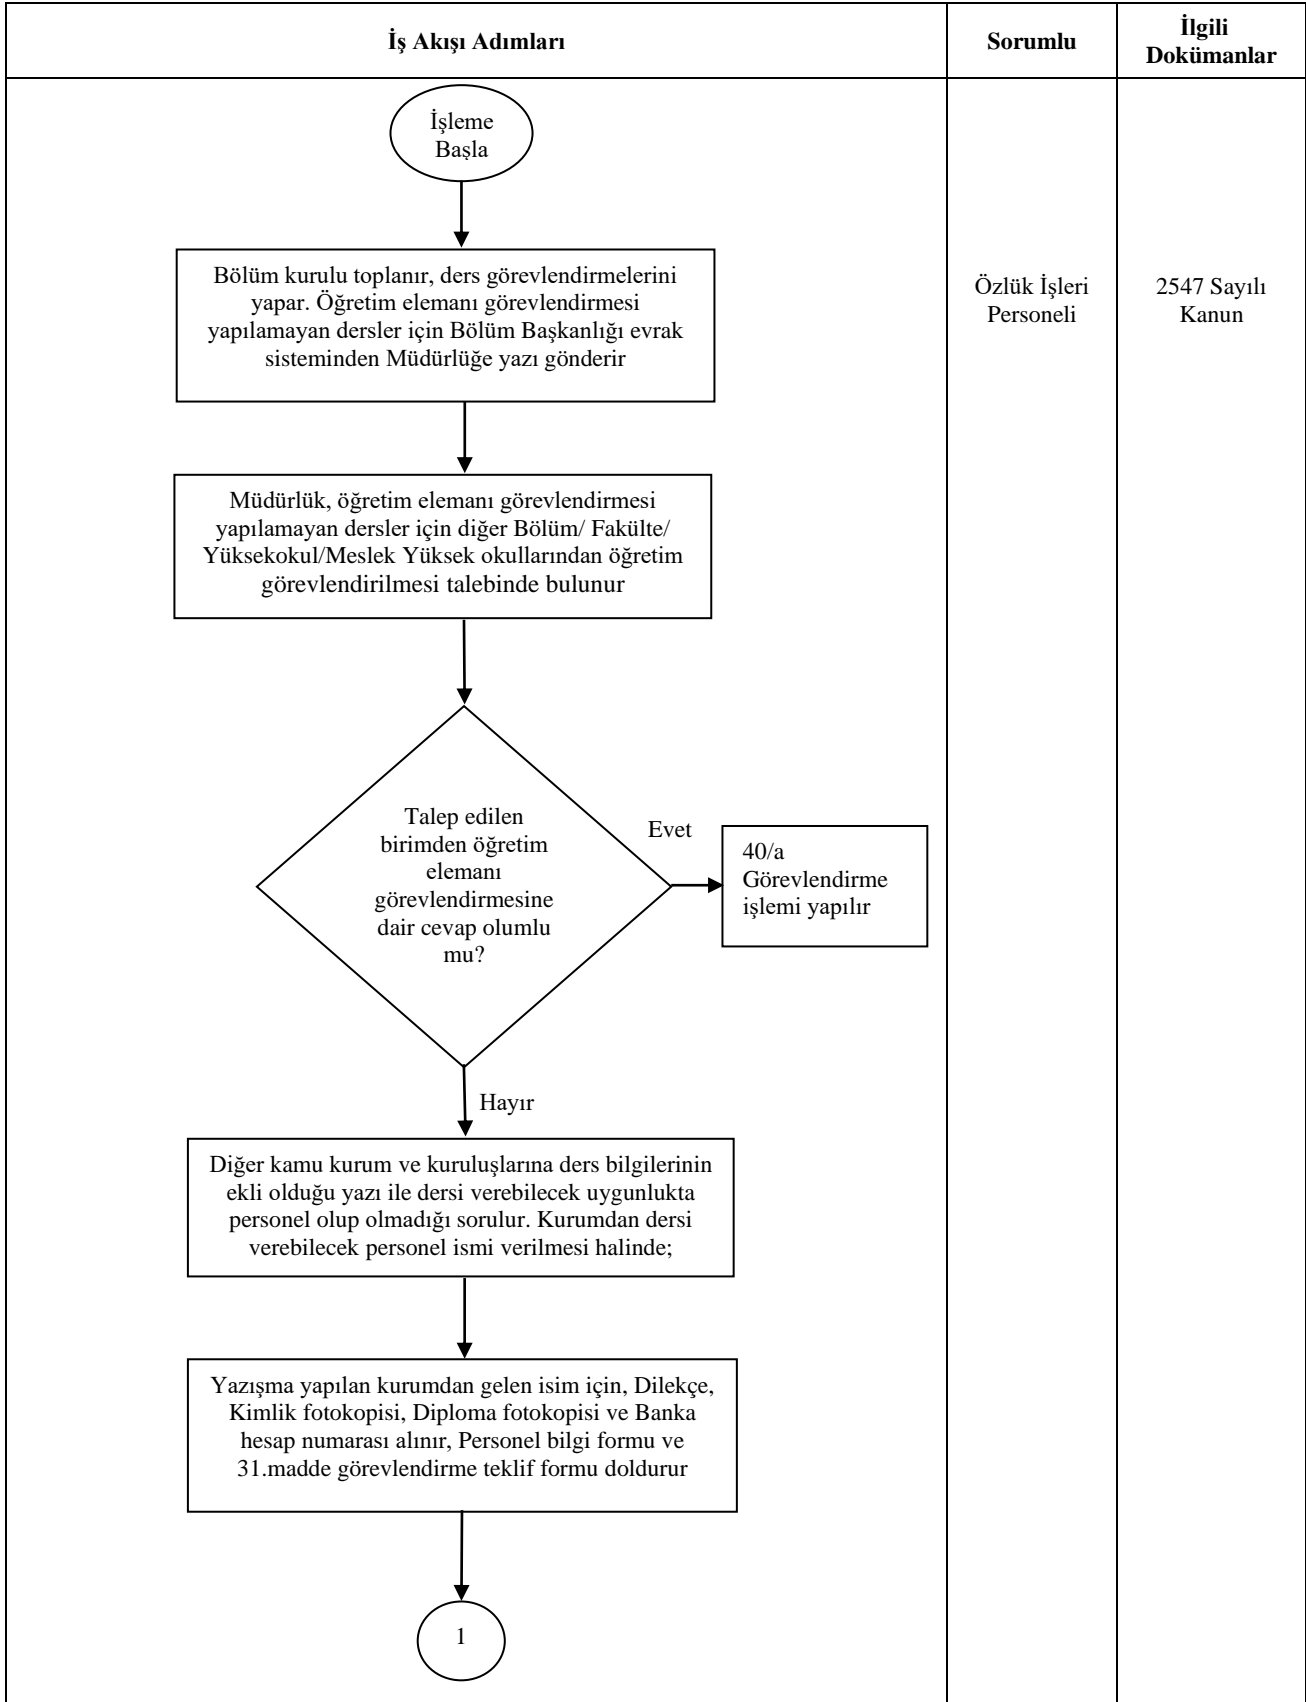 İş Akışı Adımları
Sorumlu
İlgili
Dokümanlar
İşleme
Başla
Bölüm kurulu toplanır, ders görevlendirmelerini
yapar. Öğretim elemanı görevlendirmesi
yapılamayan dersler için Bölüm Başkanlığı evrak
sisteminden Müdürlüğe yazı gönderir
Özlük İşleri
Personeli
2547 Sayılı
Kanun
Müdürlük, öğretim elemanı görevlendirmesi
yapılamayan dersler için diğer Bölüm/ Fakülte/
Yüksekokul/Meslek Yüksek okullarından öğretim
görevlendirilmesi talebinde bulunur
Talep edilen
birimden öğretim
elemanı
görevlendirmesine
dair cevap olumlu
mu?
Evet
40/a
Görevlendirme
işlemi yapılır
Hayır
Diğer kamu kurum ve kuruluşlarına ders bilgilerinin
ekli olduğu yazı ile dersi verebilecek uygunlukta
personel olup olmadığı sorulur. Kurumdan dersi
verebilecek personel ismi verilmesi halinde;
Yazışma yapılan kurumdan gelen isim için, Dilekçe,
Kimlik fotokopisi, Diploma fotokopisi ve Banka
hesap numarası alınır, Personel bilgi formu ve
31.madde görevlendirme teklif formu doldurur
1